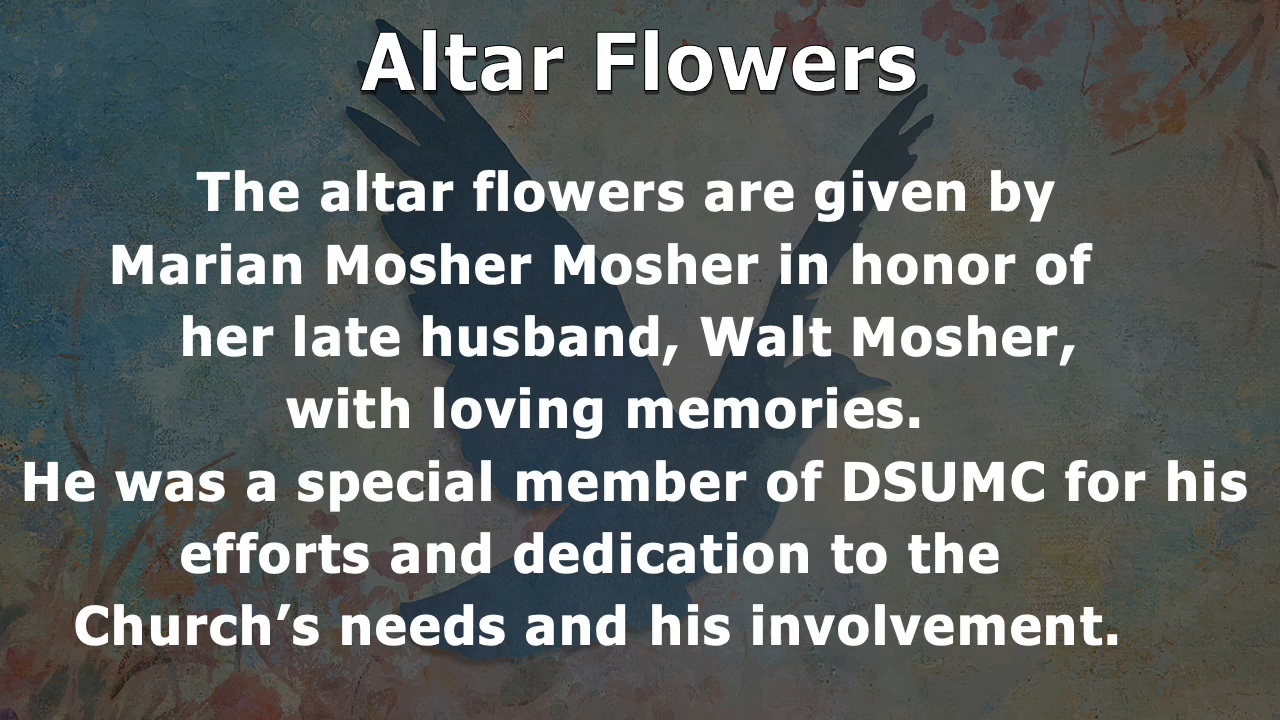 Altar Flowers
The altar flowers are given by
Marian Mosher Mosher in honor of
her late husband, Walt Mosher,
with loving memories.
He was a special member of DSUMC for his
efforts and dedication to the
Church’s needs and his involvement.